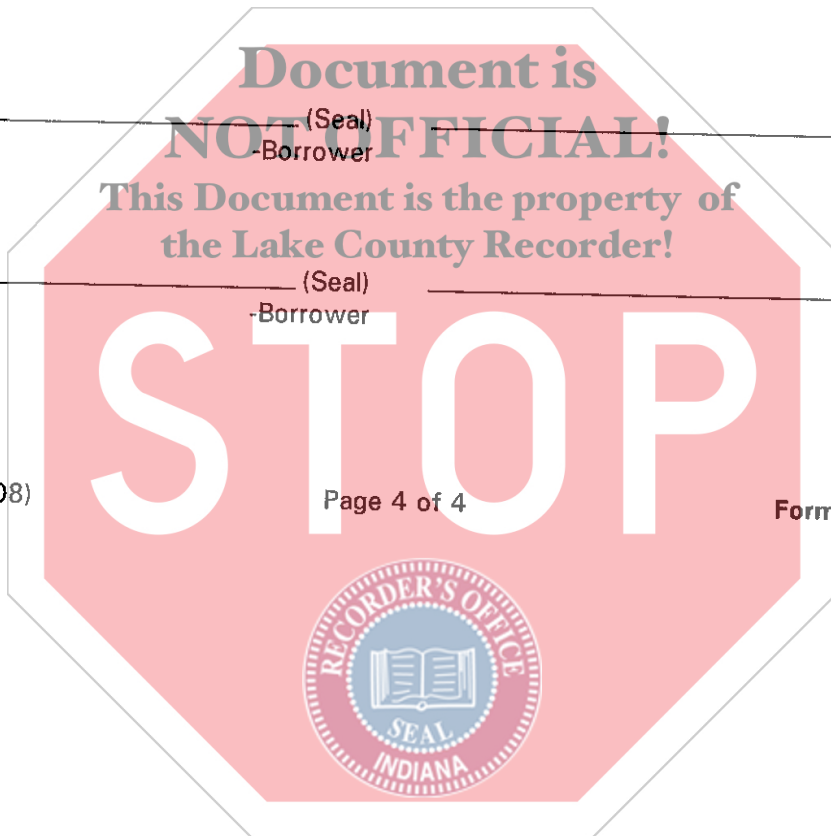 Document is
(Seal)
NOT OFFICIAL!
-Borrower
This Document is the property of
the Lake County Recorder!
(Seal)
-Borrower
STOP
08)
Page 4 of 4
Form
RECORDER'S OFFICE
SEAL
INDIANA